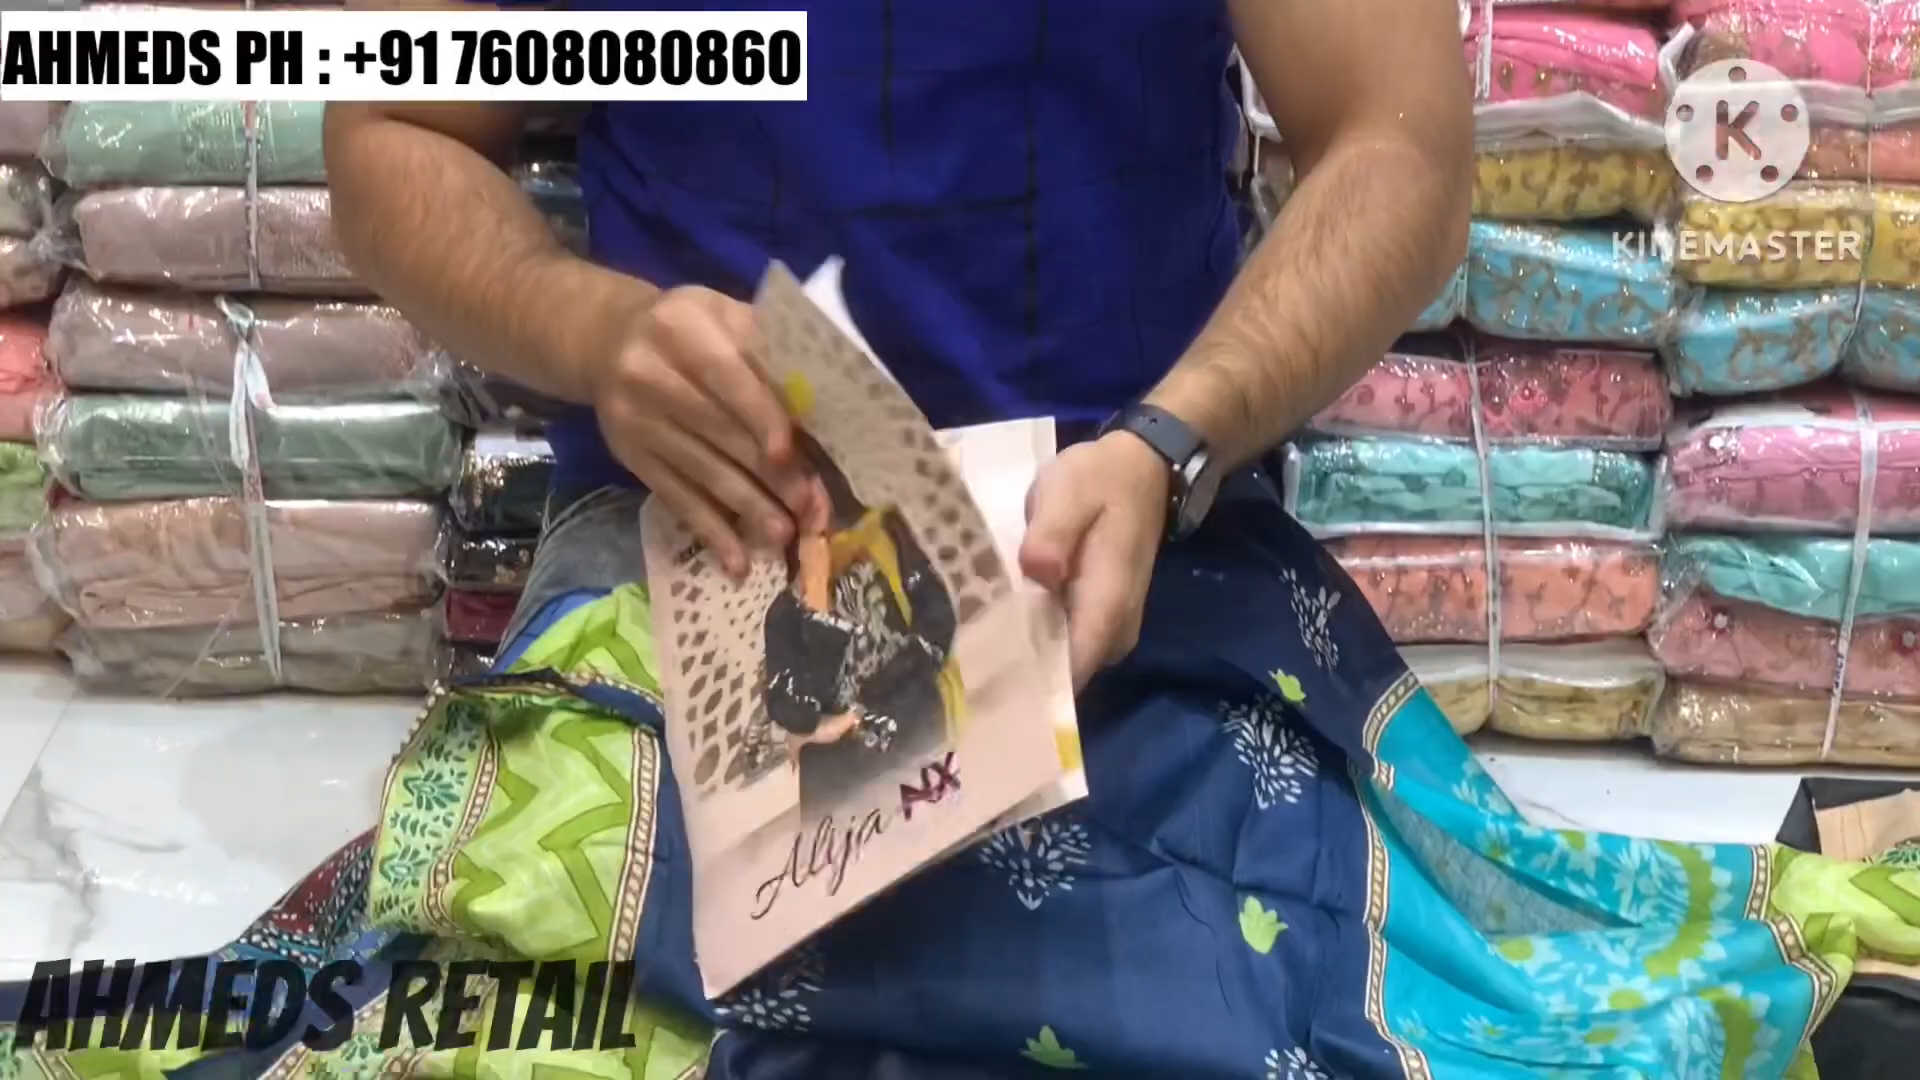 AHMEDS PH : +91 7608080860
K
KINEMASTER
Alija NX
AHMEDS RETAIL